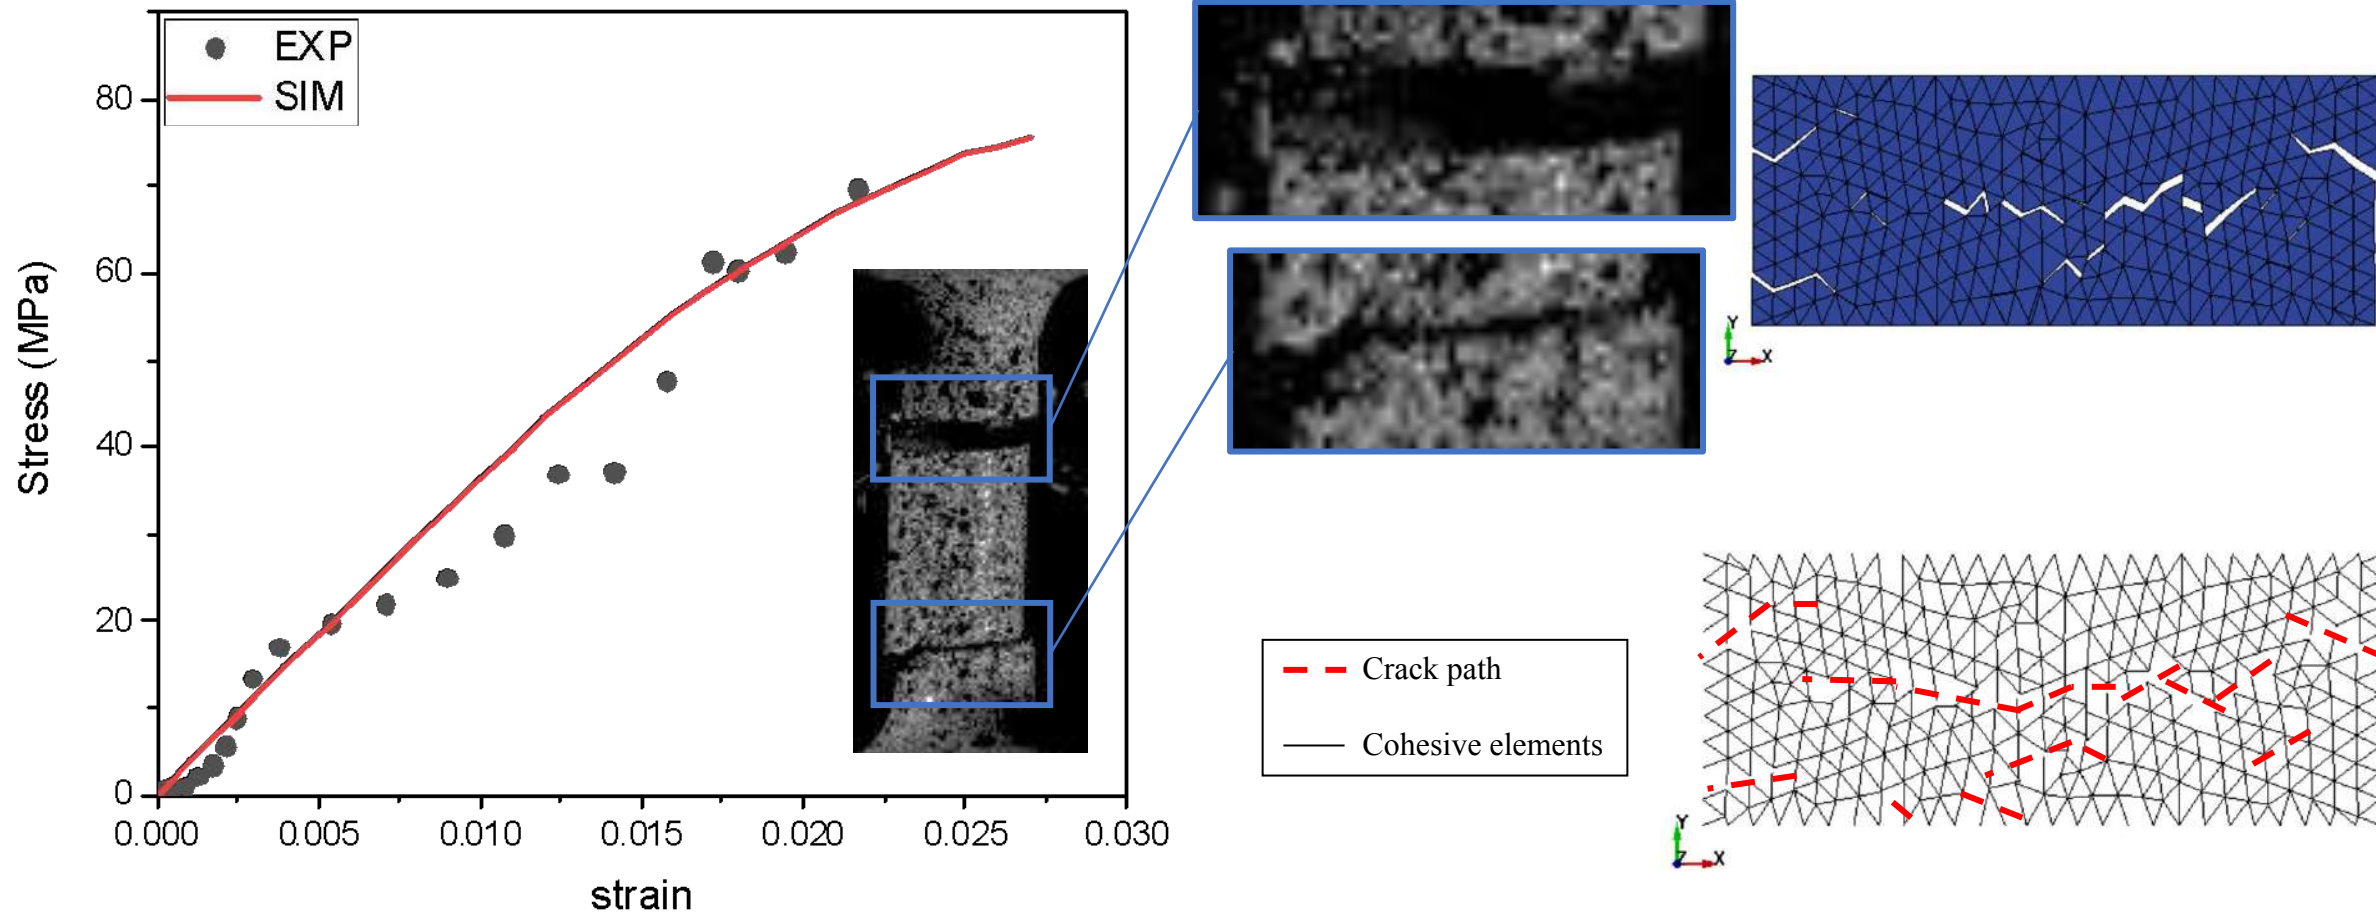 EXP
SIM
80
60
40
20
0
Stress (MPa)
0.000 0.005 0.010 0.015 0.020 0.025 0.030
strain
Y
Z X
Crack path
Cohesive elements
Y
Z X